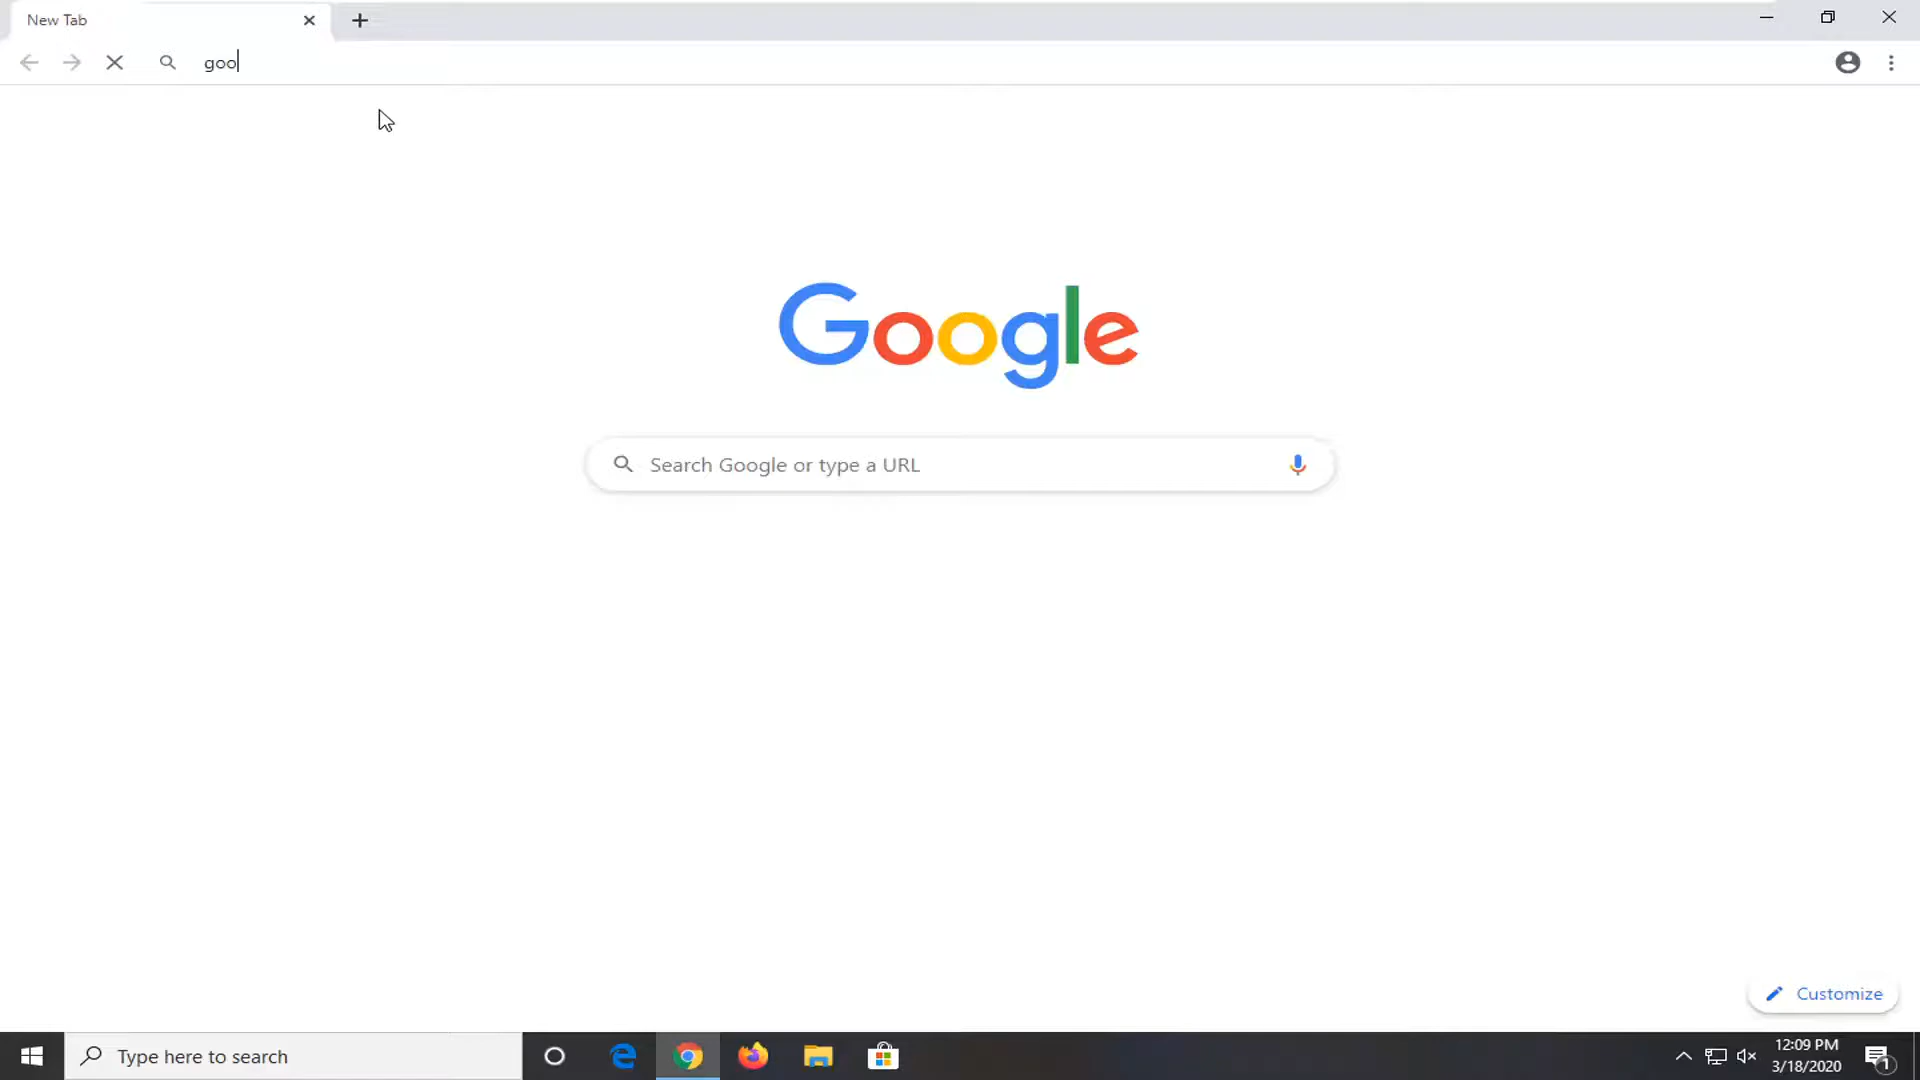 New Tab
goo
Google
Search Google or type a URL
Customize
Type here to search
12:09 PM
3/18/2020
1